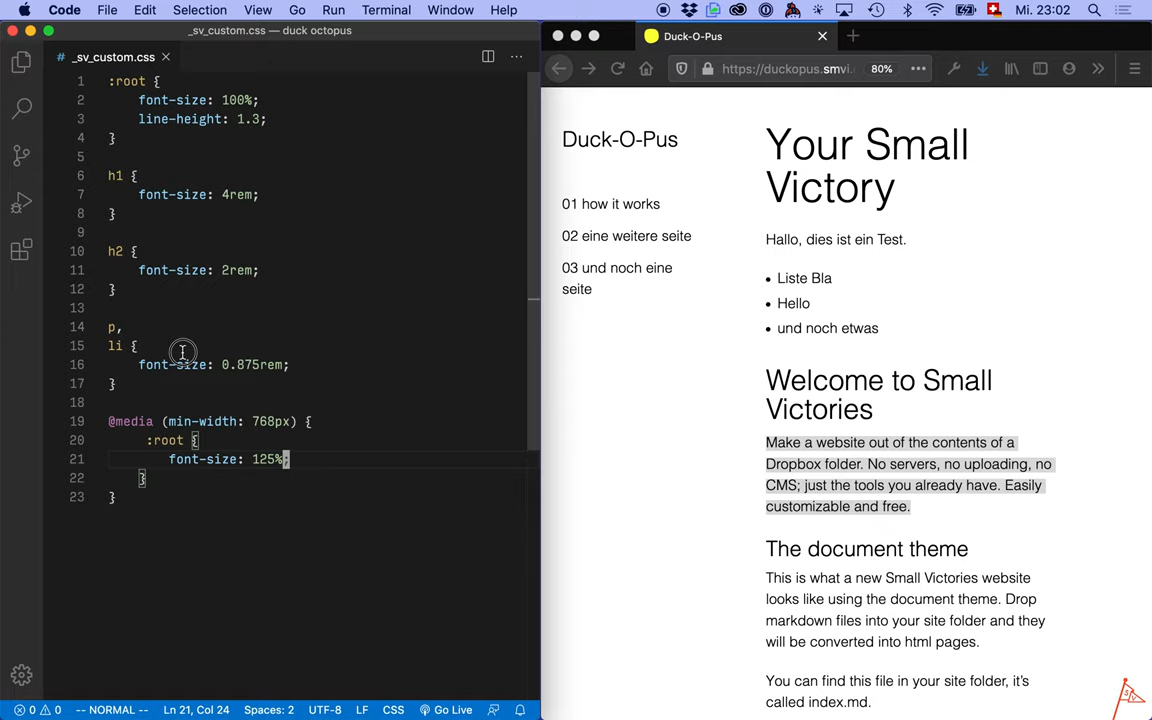 Code File Edit Selection View Go Run Terminal Window Help Mi. 23:02
_sv_custom.css — duck octopus
# _sv_custom.css
1 :root {
2 font-size: 100%;
3 line-height: 1.3;
4 }
5
6 h1 {
7 font-size: 4rem;
8 }
9
10 h2 {
11 font-size: 2rem;
12 }
13
14 p,
15 li {
16 font-size: 0.875rem;
17 }
18
19 @media (min-width: 768px) {
20 :root {
21 font-size: 125%;
22 }
23 }
0 0 -- NORMAL -- Ln 21, Col 24 Spaces: 2 UTF-8 LF CSS Go Live
Duck-O-Pus
https://duckopus.smvi. 80%
Duck-O-Pus
01 how it works
02 eine weitere seite
03 und noch eine
seite
Your Small
Victory
Hallo, dies ist ein Test.
• Liste Bla
• Hello
• und noch etwas
Welcome to Small
Victories
Make a website out of the contents of a
Dropbox folder. No servers, no uploading, no
CMS; just the tools you already have. Easily
customizable and free.
The document theme
This is what a new Small Victories website
looks like using the document theme. Drop
markdown files into your site folder and they
will be converted into html pages.
You can find this file in your site folder, it's
called index.md.